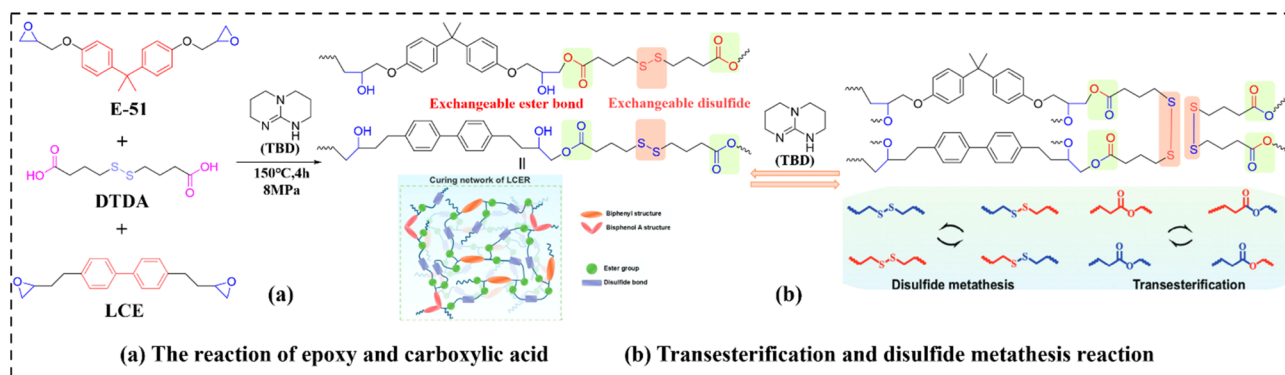 E-51
+
DTDA
+
LCE
(TBD)
150℃,4h
8MPa
(a)
Exchangeable ester bond
Exchangeable disulfide
Curing network of LCER
Biphenyl structure
Bisphenol A structure
Ester group
Disulfide bond
(TBD)
(b)
Disulfide metathesis
Transesterification
(a) The reaction of epoxy and carboxylic acid
(b) Transesterification and disulfide metathesis reaction